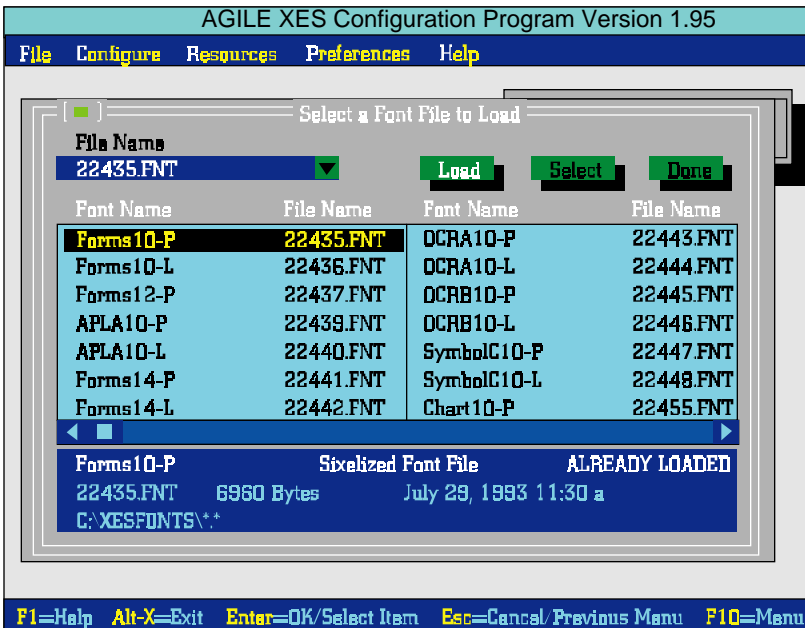 AGILE XES Configuration Program Version 1.95
File Configure Resources Preferences Help
[ ] Select a Font File to Load
File Name
22435.FNT Load Select Done
Font Name File Name Font Name File Name
Forms10-P 22435.FNT OCRA10-P 22443.FNT
Forms10-L 22436.FNT OCRA10-L 22444.FNT
Forms12-P 22437.FNT OCRB10-P 22445.FNT
APLA10-P 22439.FNT OCRB10-L 22446.FNT
APLA10-L 22440.FNT SymbolC10-P 22447.FNT
Forms14-P 22441.FNT SymbolC10-L 22448.FNT
Forms14-L 22442.FNT Chart10-P 22455.FNT
Forms10-P Sixelized Font File ALREADY LOADED
22435.FNT 6960 Bytes July 29, 1993 11:30 a
C:\XESFONTS\*.*
F1=Help Alt-X=Exit Enter=OK/Select Item Esc=Cancel/Previous Menu F10=Menu